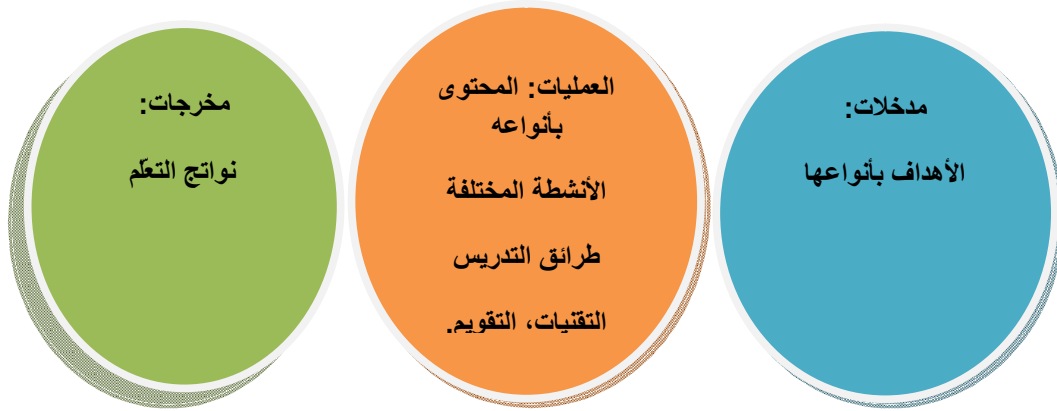 مدخلات:
الأهداف بأنواعها
العمليات: المحتوى
بأنواعه
الأنشطة المختلفة
طرائق التدريس
التقنيات، التقويم.
مخرجات:
نواتج التعلّم